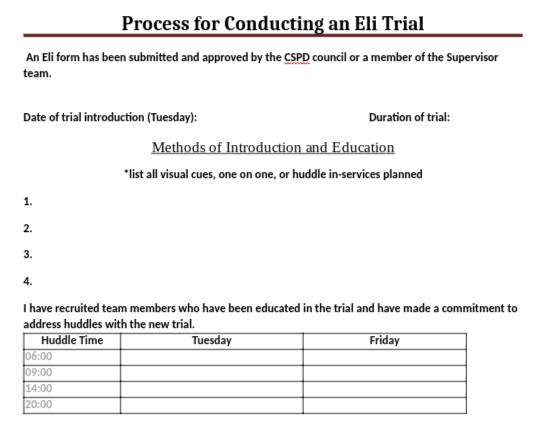 Process for Conducting an Eli Trial
An Eli form has been submitted and approved by the CSPD council or a member of the Supervisor
team.
Date of trial introduction (Tuesday): Duration of trial:
Methods of Introduction and Education
*list all visual cues, one on one, or huddle in-services planned
1.
2.
3.
4.
I have recruited team members who have been educated in the trial and have made a commitment to
address huddles with the new trial.
Huddle Time Tuesday Friday
06:00
09:00
14:00
20:00